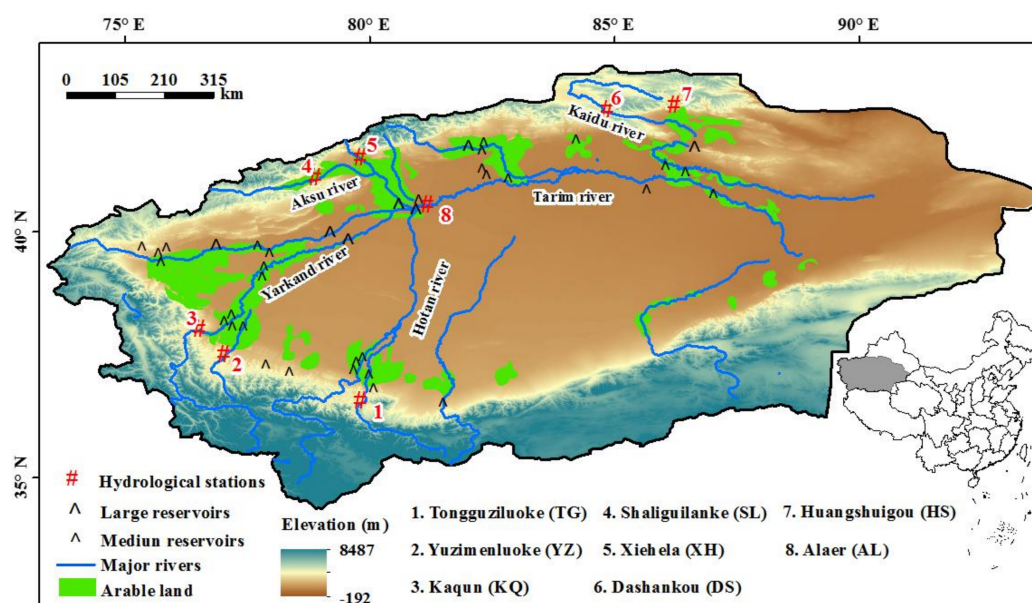 75° E 80° E 85° E 90° E
0 105 210 315
km
6
7
Kaidu river
5
4
Aksu river
Tarim river
8
40° N
Yarkand river
Hotan river
3
2
1
35° N
# Hydrological stations
^ Large reservoirs
^ Mediun reservoirs
Major rivers
Arable land
Elevation (m)
8487
-192
1. Tongguziluoke (TG) 4. Shaliguilanke (SL) 7. Huangshuigou (HS)
2. Yuzimenluoke (YZ) 5. Xiehela (XH) 8. Alaer (AL)
3. Kaqun (KQ) 6. Dashankou (DS)